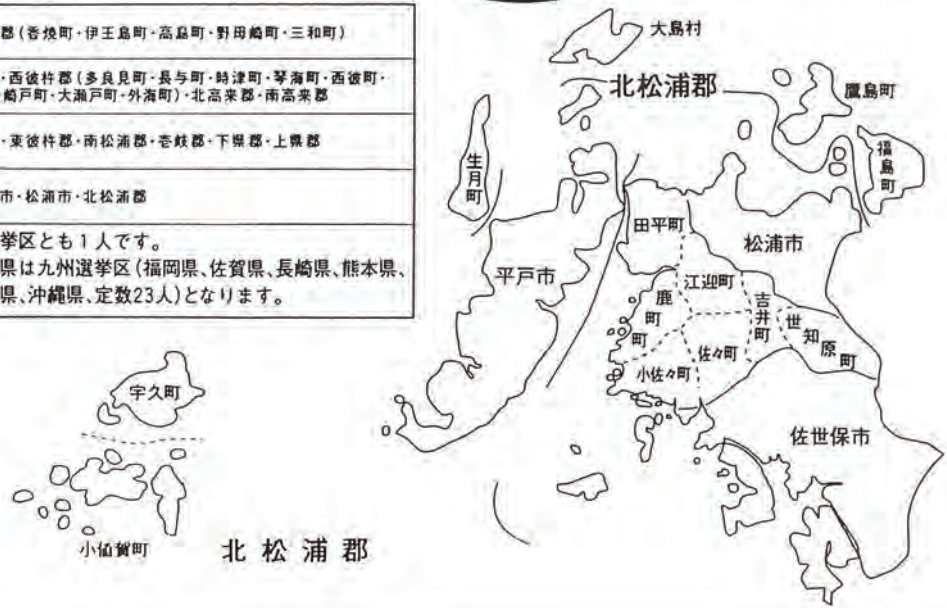 郡(香焼町・伊王島町・高島町・野母崎町・三和町)
・西彼杵郡(多良見町・長与町・時津町・琴海町・西彼町・
崎戸町・大瀬戸町・外海町)・北高来郡・南高来郡
・東彼杵郡・南松浦郡・壱岐郡・下県郡・上県郡
市・松浦市・北松浦郡
挙区とも1人です。
県は九州選挙区(福岡県、佐賀県、長崎県、熊本県、
県、沖縄県、定数23人)となります。
大島村
北松浦郡
鷹島町
福島町
生月町
田平町
松浦市
平戸市
江迎町
鹿町町
吉井町
世知原町
佐々町
小佐々町
佐世保市
宇久町
小値賀町
北松浦郡